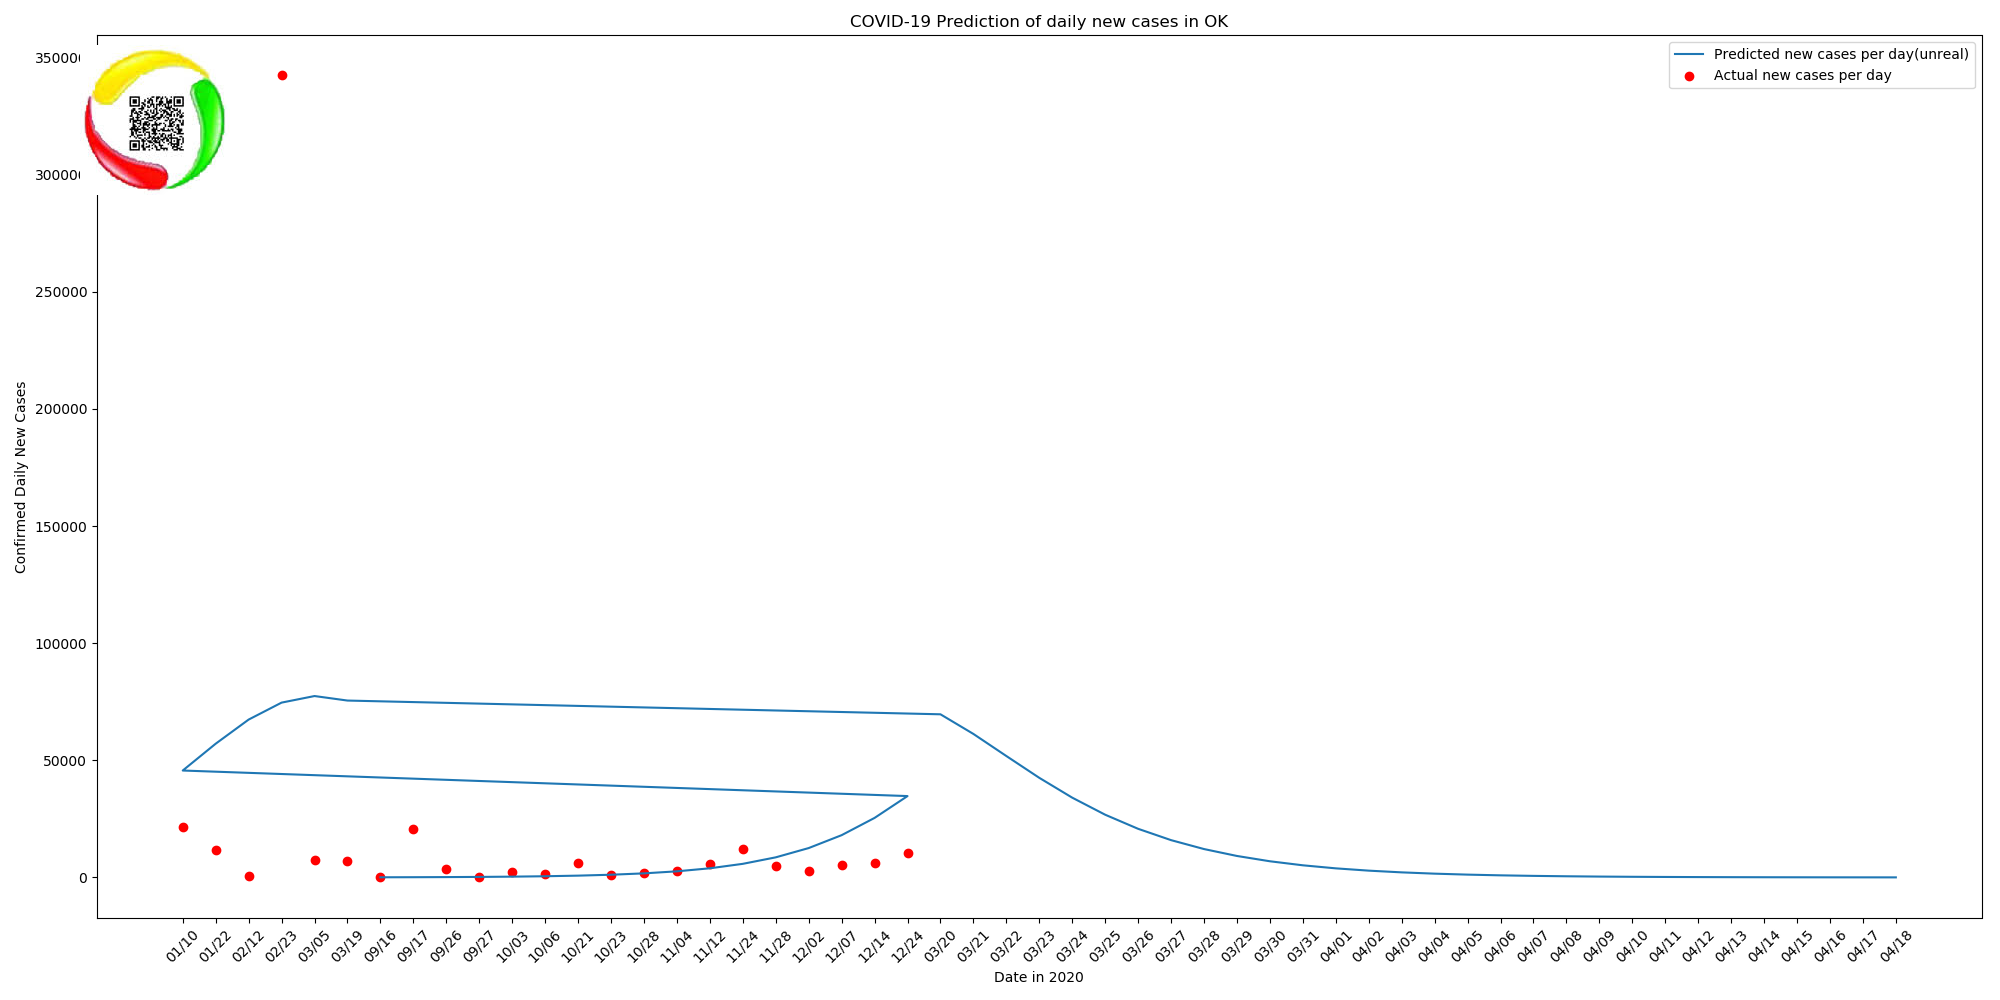 COVID-19 Prediction of daily new cases in OK
Predicted new cases per day(unreal)
Actual new cases per day
Confirmed Daily New Cases
350000
300000
250000
200000
150000
100000
50000
0
01/10 01/22 02/12 02/23 03/05 03/19 09/16 09/17 09/26 09/27 10/03 10/06 10/21 10/23 10/28 11/04 11/12 11/24 11/28 12/02 12/07 12/14 12/24 03/20 03/21 03/22 03/23 03/24 03/25 03/26 03/27 03/28 03/29 03/30 03/31 04/01 04/02 04/03 04/04 04/05 04/06 04/07 04/08 04/09 04/10 04/11 04/12 04/13 04/14 04/15 04/16 04/17 04/18
Date in 2020